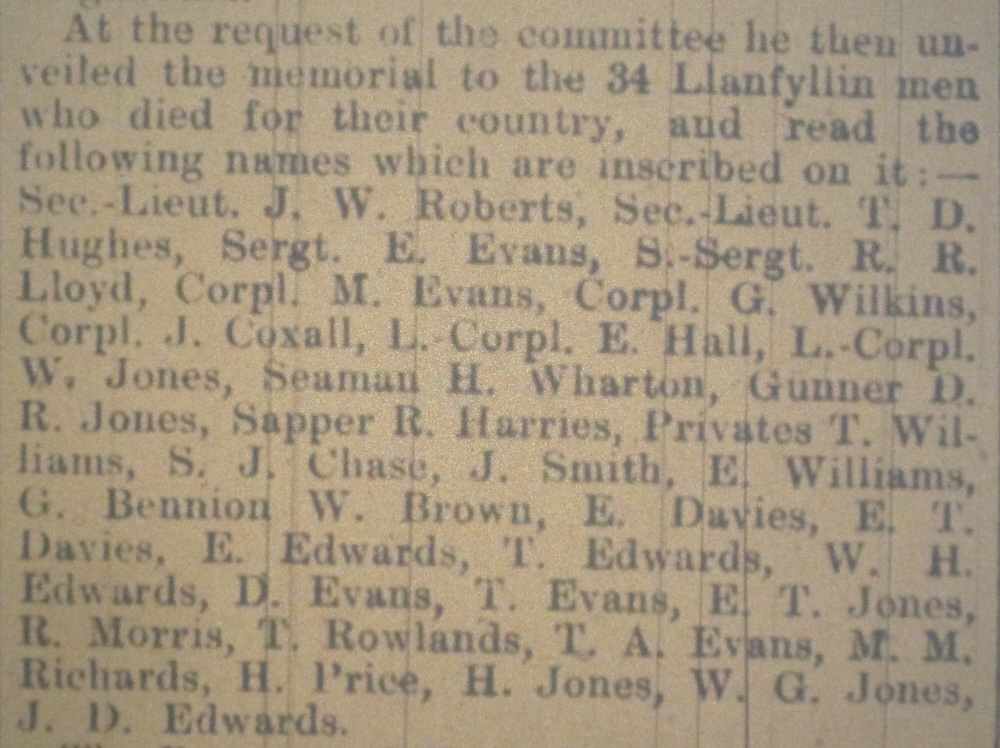 At the request of the committee he then un-
veiled the memorial to the 34 Llanfyllin men
who died for their country, and read the
following names which are inscribed on it:—
Sec.-Lieut. J. W. Roberts, Sec.-Lieut. T. D.
Hughes, Sergt. E. Evans, S.-Sergt. R. R.
Lloyd, Corpl. M. Evans, Corpl. G. Wilkins,
Corpl. J. Coxall, L.-Corpl. E. Hall, L.-Corpl.
W. Jones, Seaman H. Wharton, Gunner D.
R. Jones, Sapper R. Harries, Privates T. Wil-
liams, S. J. Chase, J. Smith, E. Williams,
G. Bennion W. Brown, E. Davies, E. T.
Davies, E. Edwards, T. Edwards, W. H.
Edwards, D. Evans, T. Evans, E. T. Jones,
R. Morris, T. Rowlands, T. A. Evans, M. M.
Richards, H. Price, H. Jones, W. G. Jones,
J. D. Edwards.